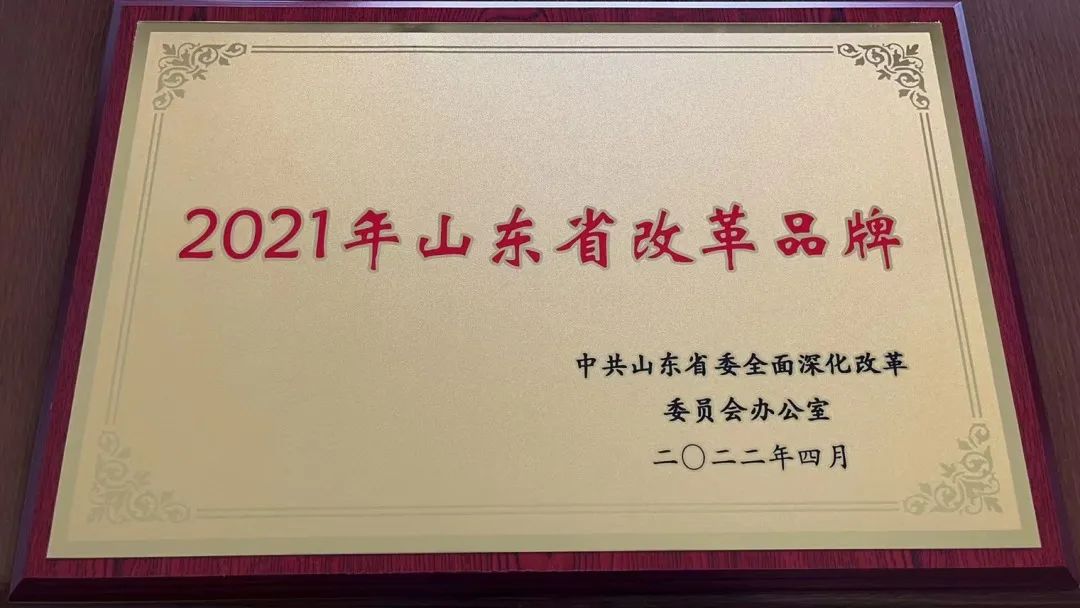 2021年山东省改革品牌
中共山东省委全面深化改革
委员会办公室
二〇二二年四月